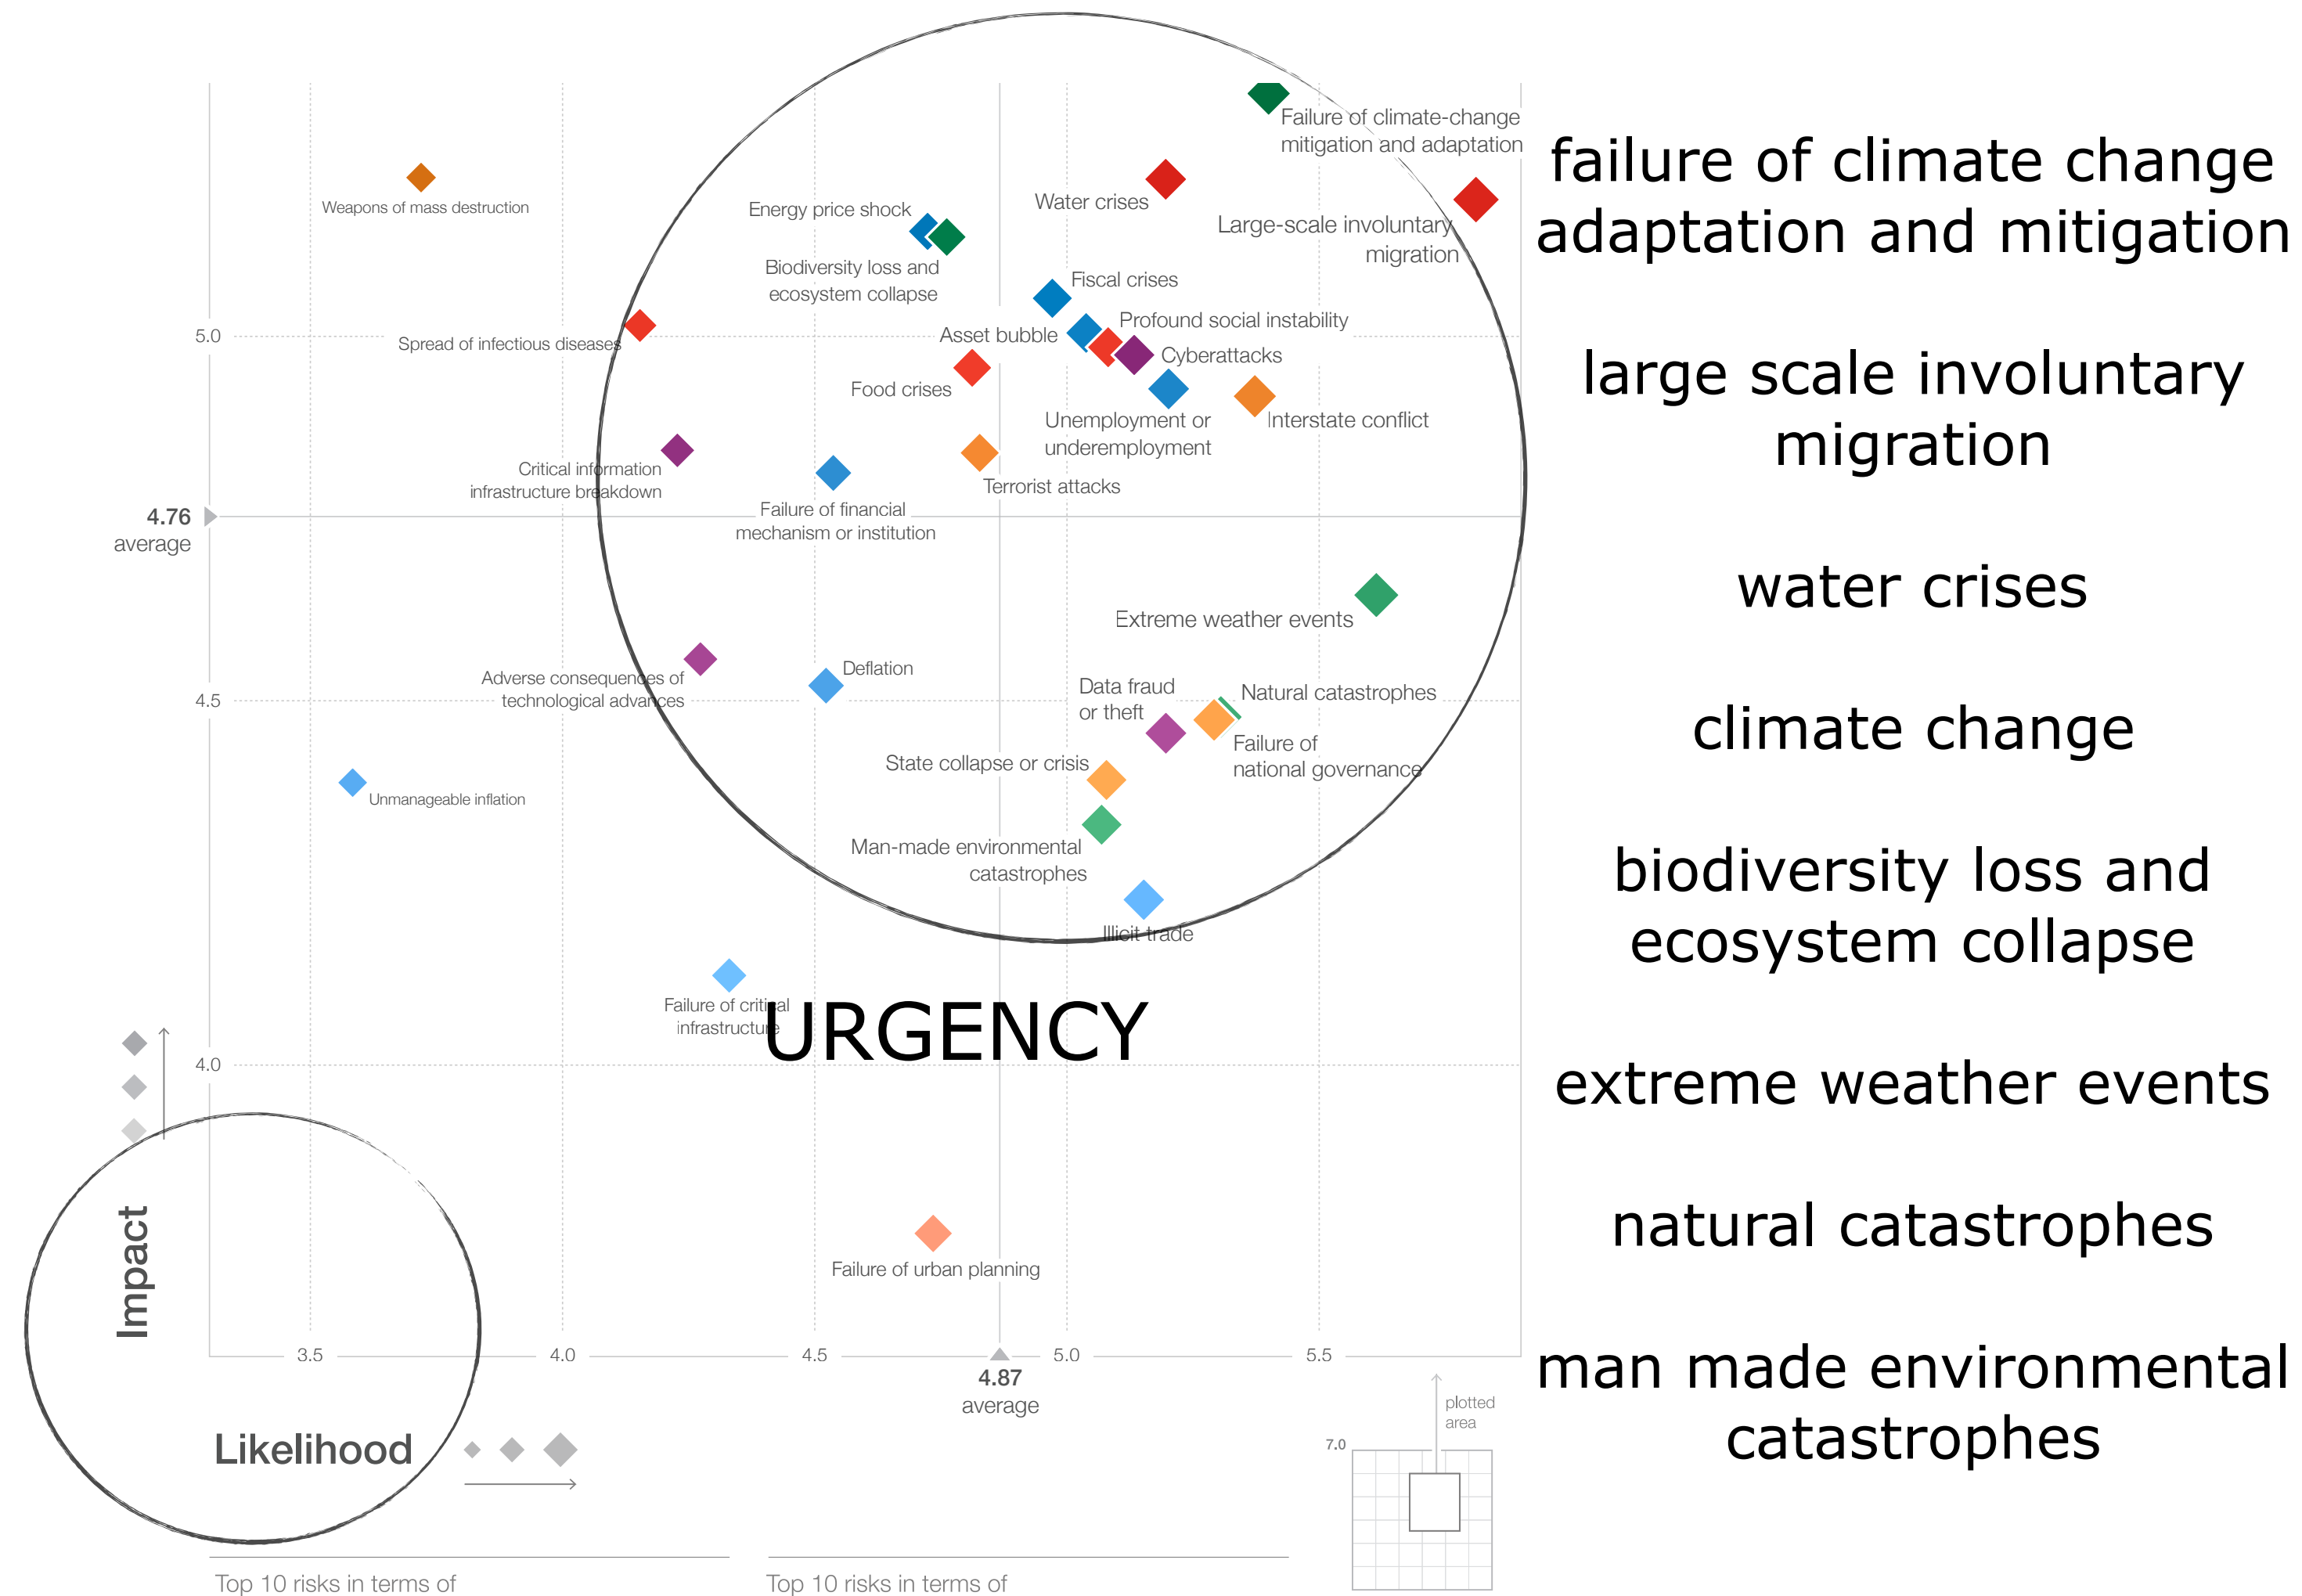 Failure of climate-change
mitigation and adaptation
Weapons of mass destruction
Energy price shock
Water crises
Large-scale involuntary
migration
Biodiversity loss and
ecosystem collapse
Fiscal crises
5.0
Spread of infectious diseases
Asset bubble
Profound social instability
Cyberattacks
Food crises
Unemployment or
underemployment
Interstate conflict
Critical information
infrastructure breakdown
Terrorist attacks
Failure of financial
mechanism or institution
4.76
average
Extreme weather events
Adverse consequences of
technological advances
Deflation
4.5
Data fraud
or theft
Natural catastrophes
Failure of
national governance
State collapse or crisis
Unmanageable inflation
Man-made environmental
catastrophes
Illicit trade
Failure of critical
infrastructure
URGENCY
4.0
Impact
Failure of urban planning
3.5
4.0
4.5
5.0
5.5
4.87
average
Likelihood
plotted
area
7.0
Top 10 risks in terms of
Top 10 risks in terms of
failure of climate change
adaptation and mitigation
large scale involuntary
migration
water crises
climate change
biodiversity loss and
ecosystem collapse
extreme weather events
natural catastrophes
man made environmental
catastrophes